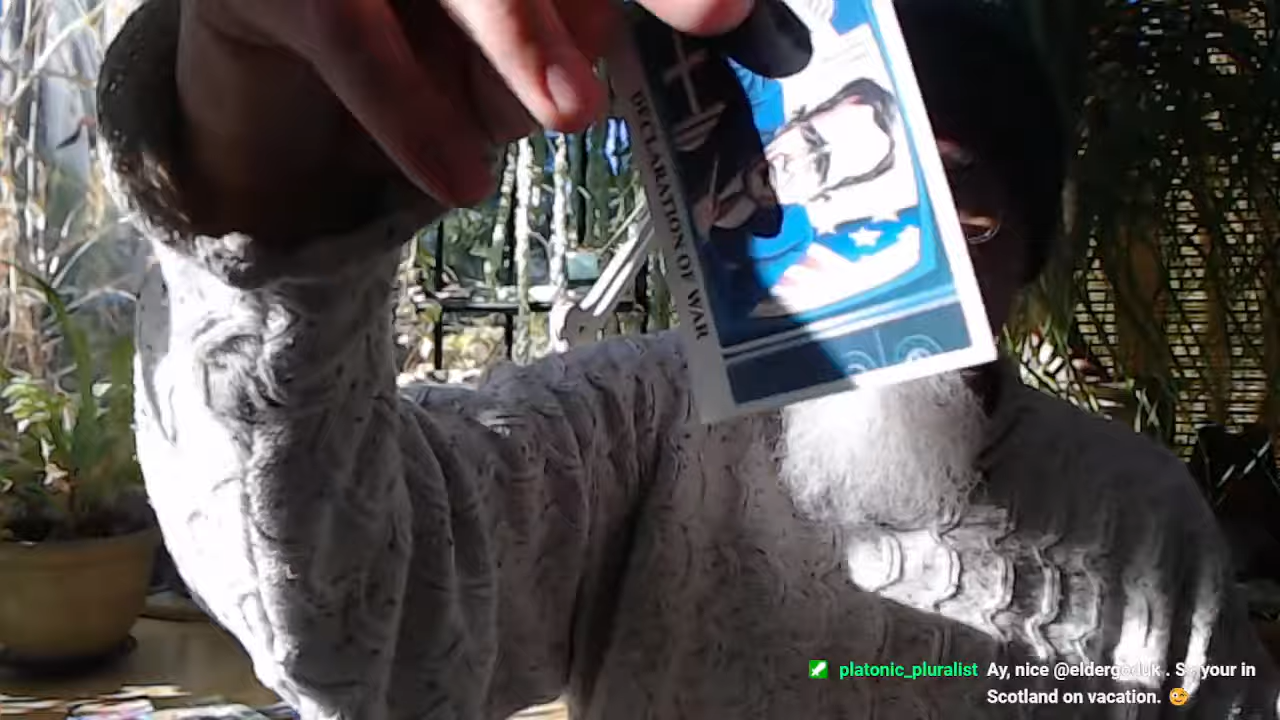 DECLARATION OF WAR
platonic_pluralist Ay, nice your in
Scotland on vacation.